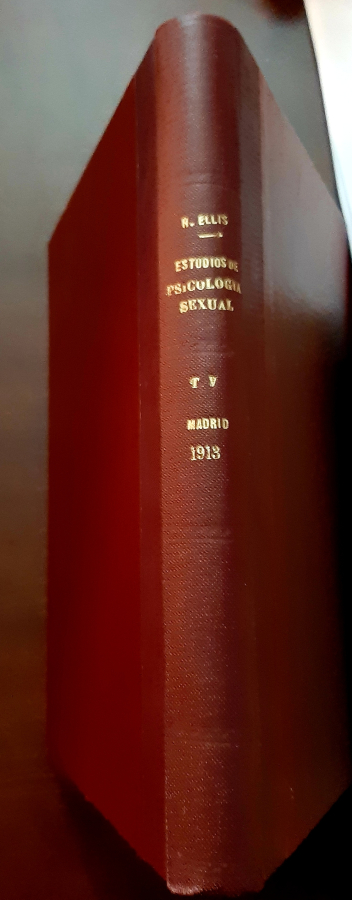 H. ELLIS
ESTUDIOS DE
PSICOLOGIA
SEXUAL
T V
MADRID
1913